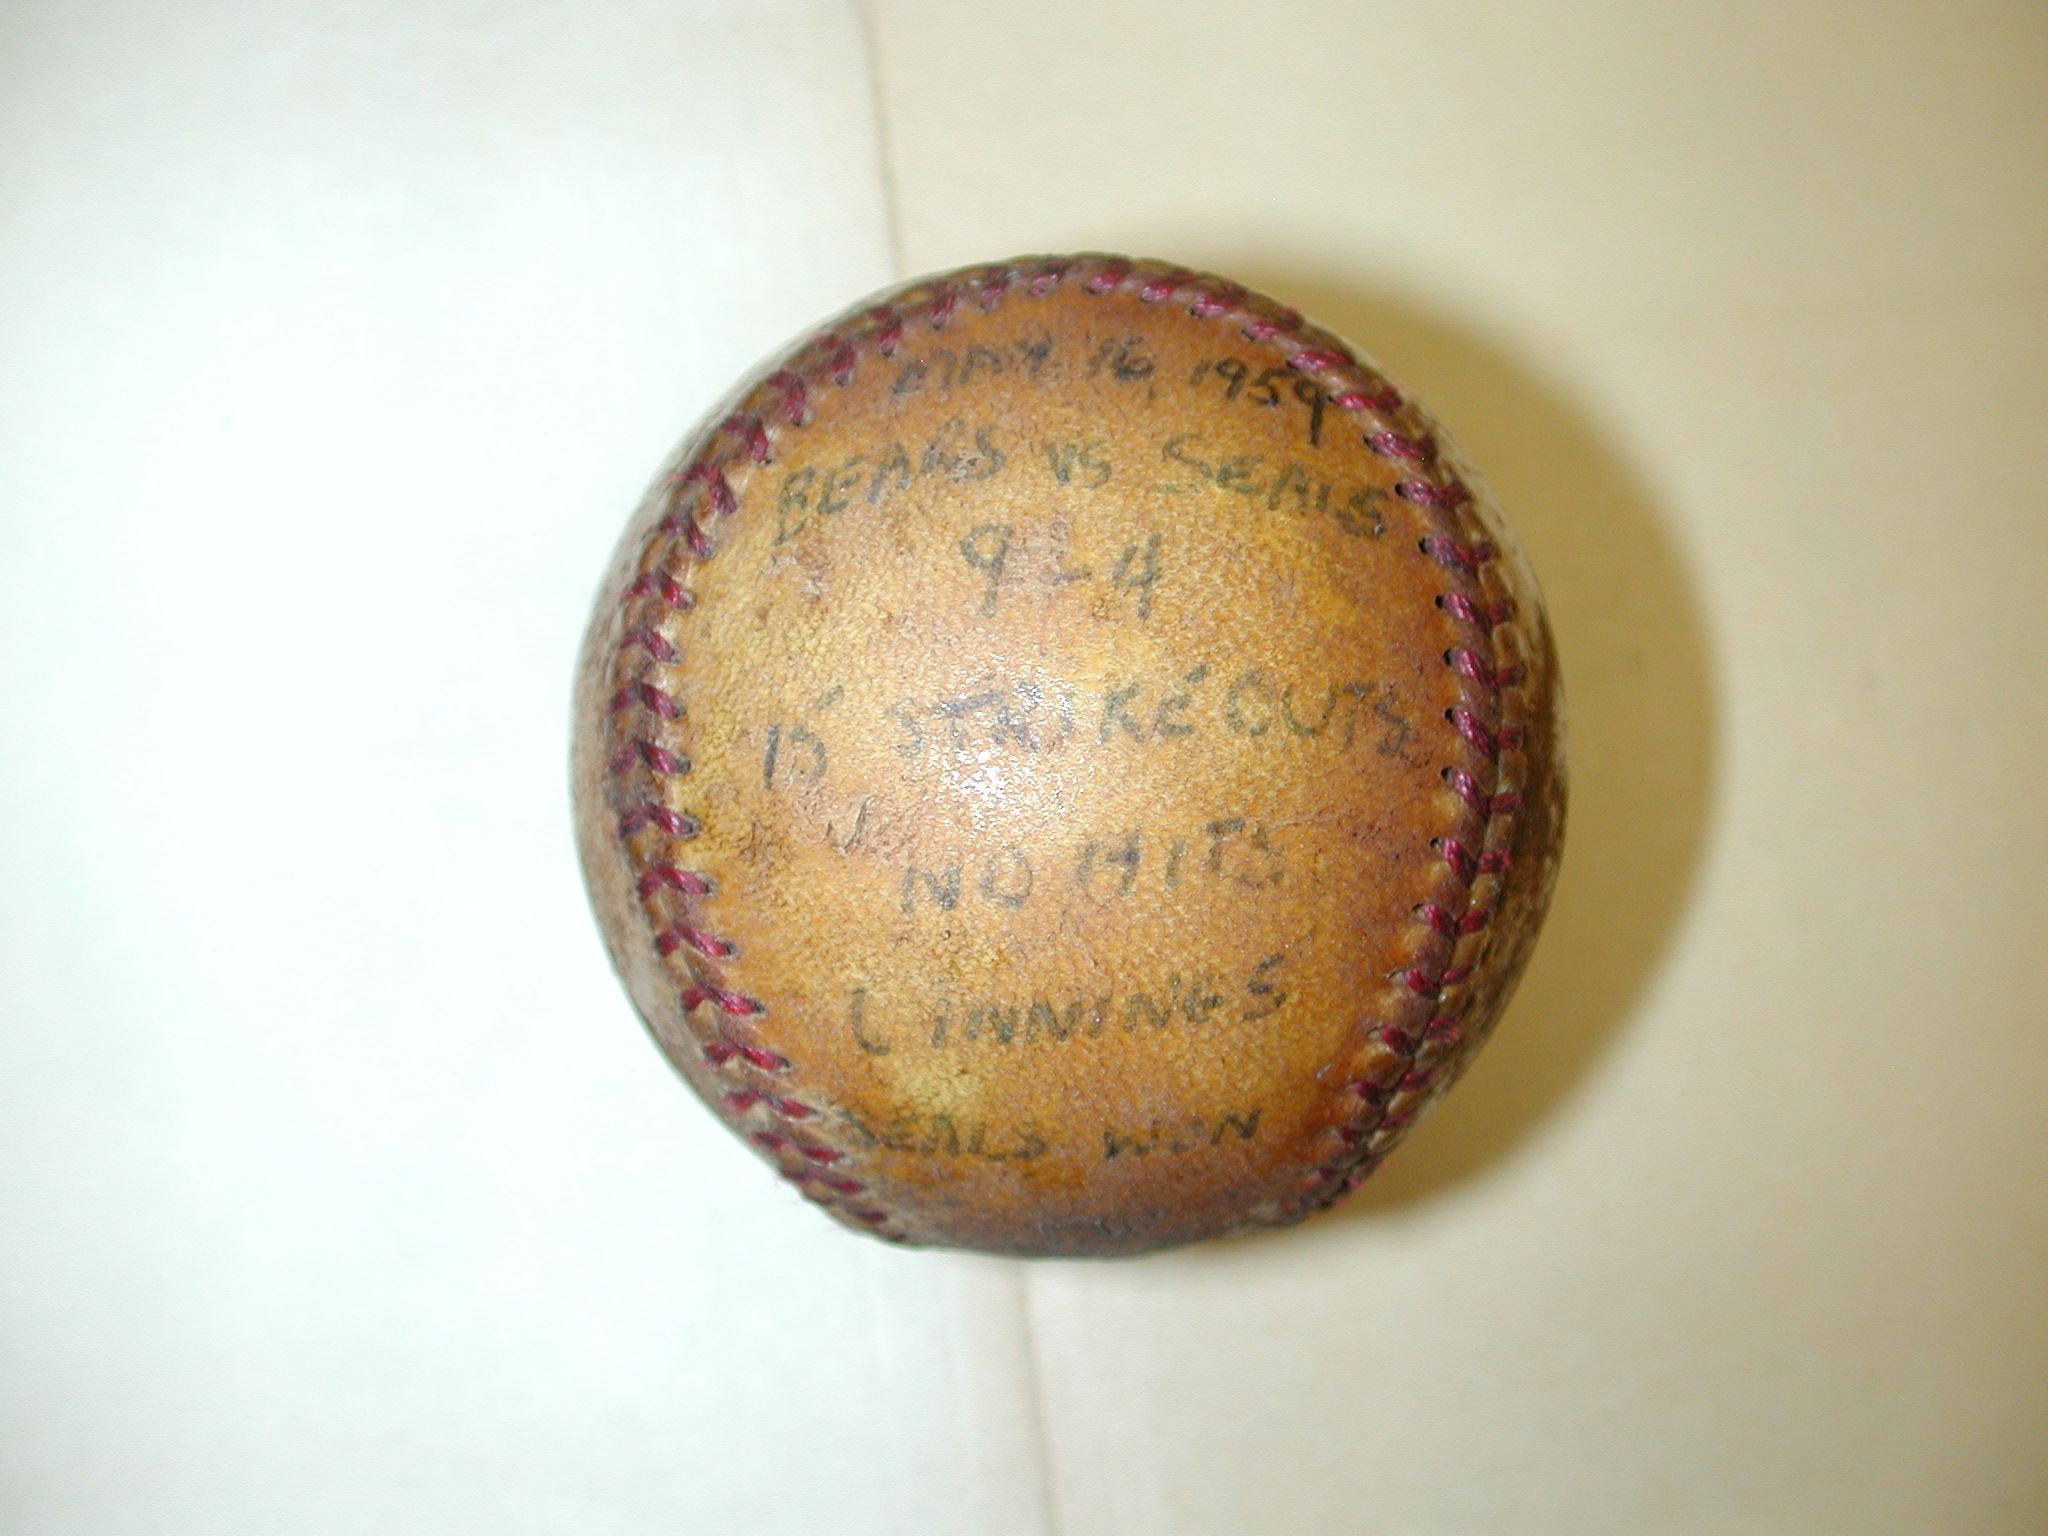 MAY 16, 1959
BEARS VS SEALS
9-4
15 STRIKEOUTS
NO HITS
INNINGS
SEALS WON